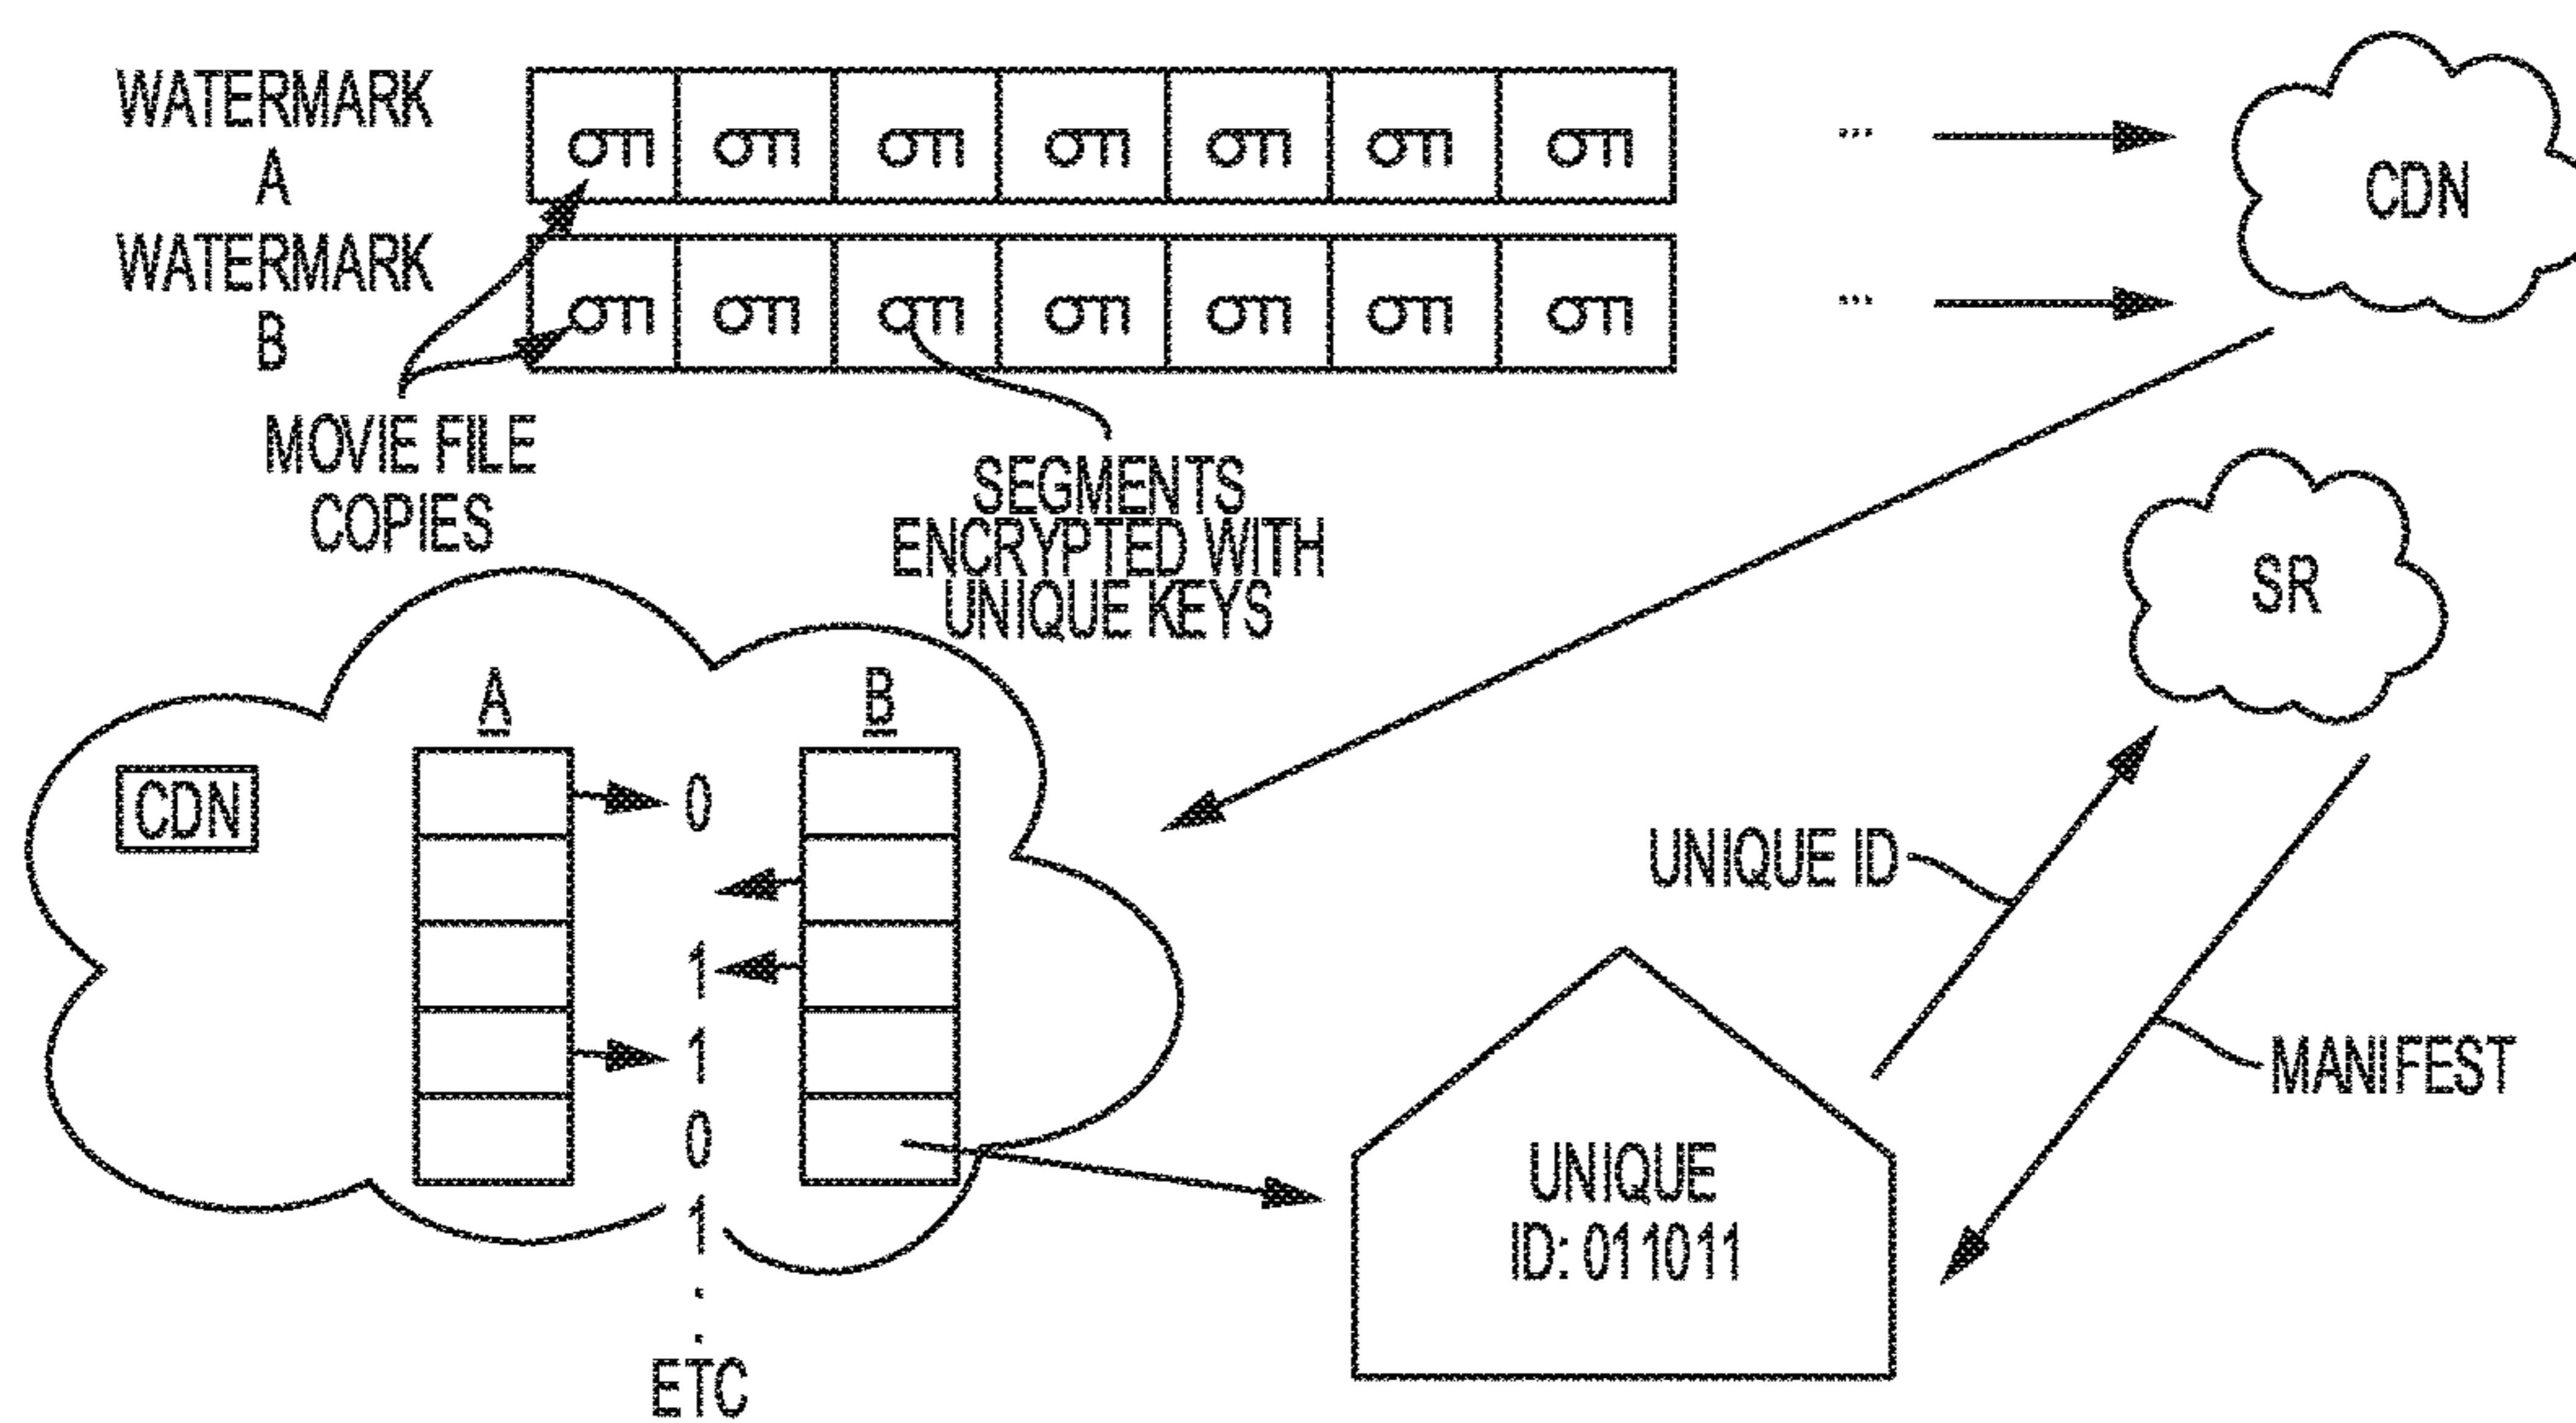 WATERMARK
A
WATERMARK
B
...
...
CDN
MOVIE FILE
COPIES
SEGMENTS
ENCRYPTED WITH
UNIQUE KEYS
SR
A
B
CDN
0
1
1
0
1
.
.
ETC
UNIQUE ID
MANIFEST
UNIQUE
ID: 011011